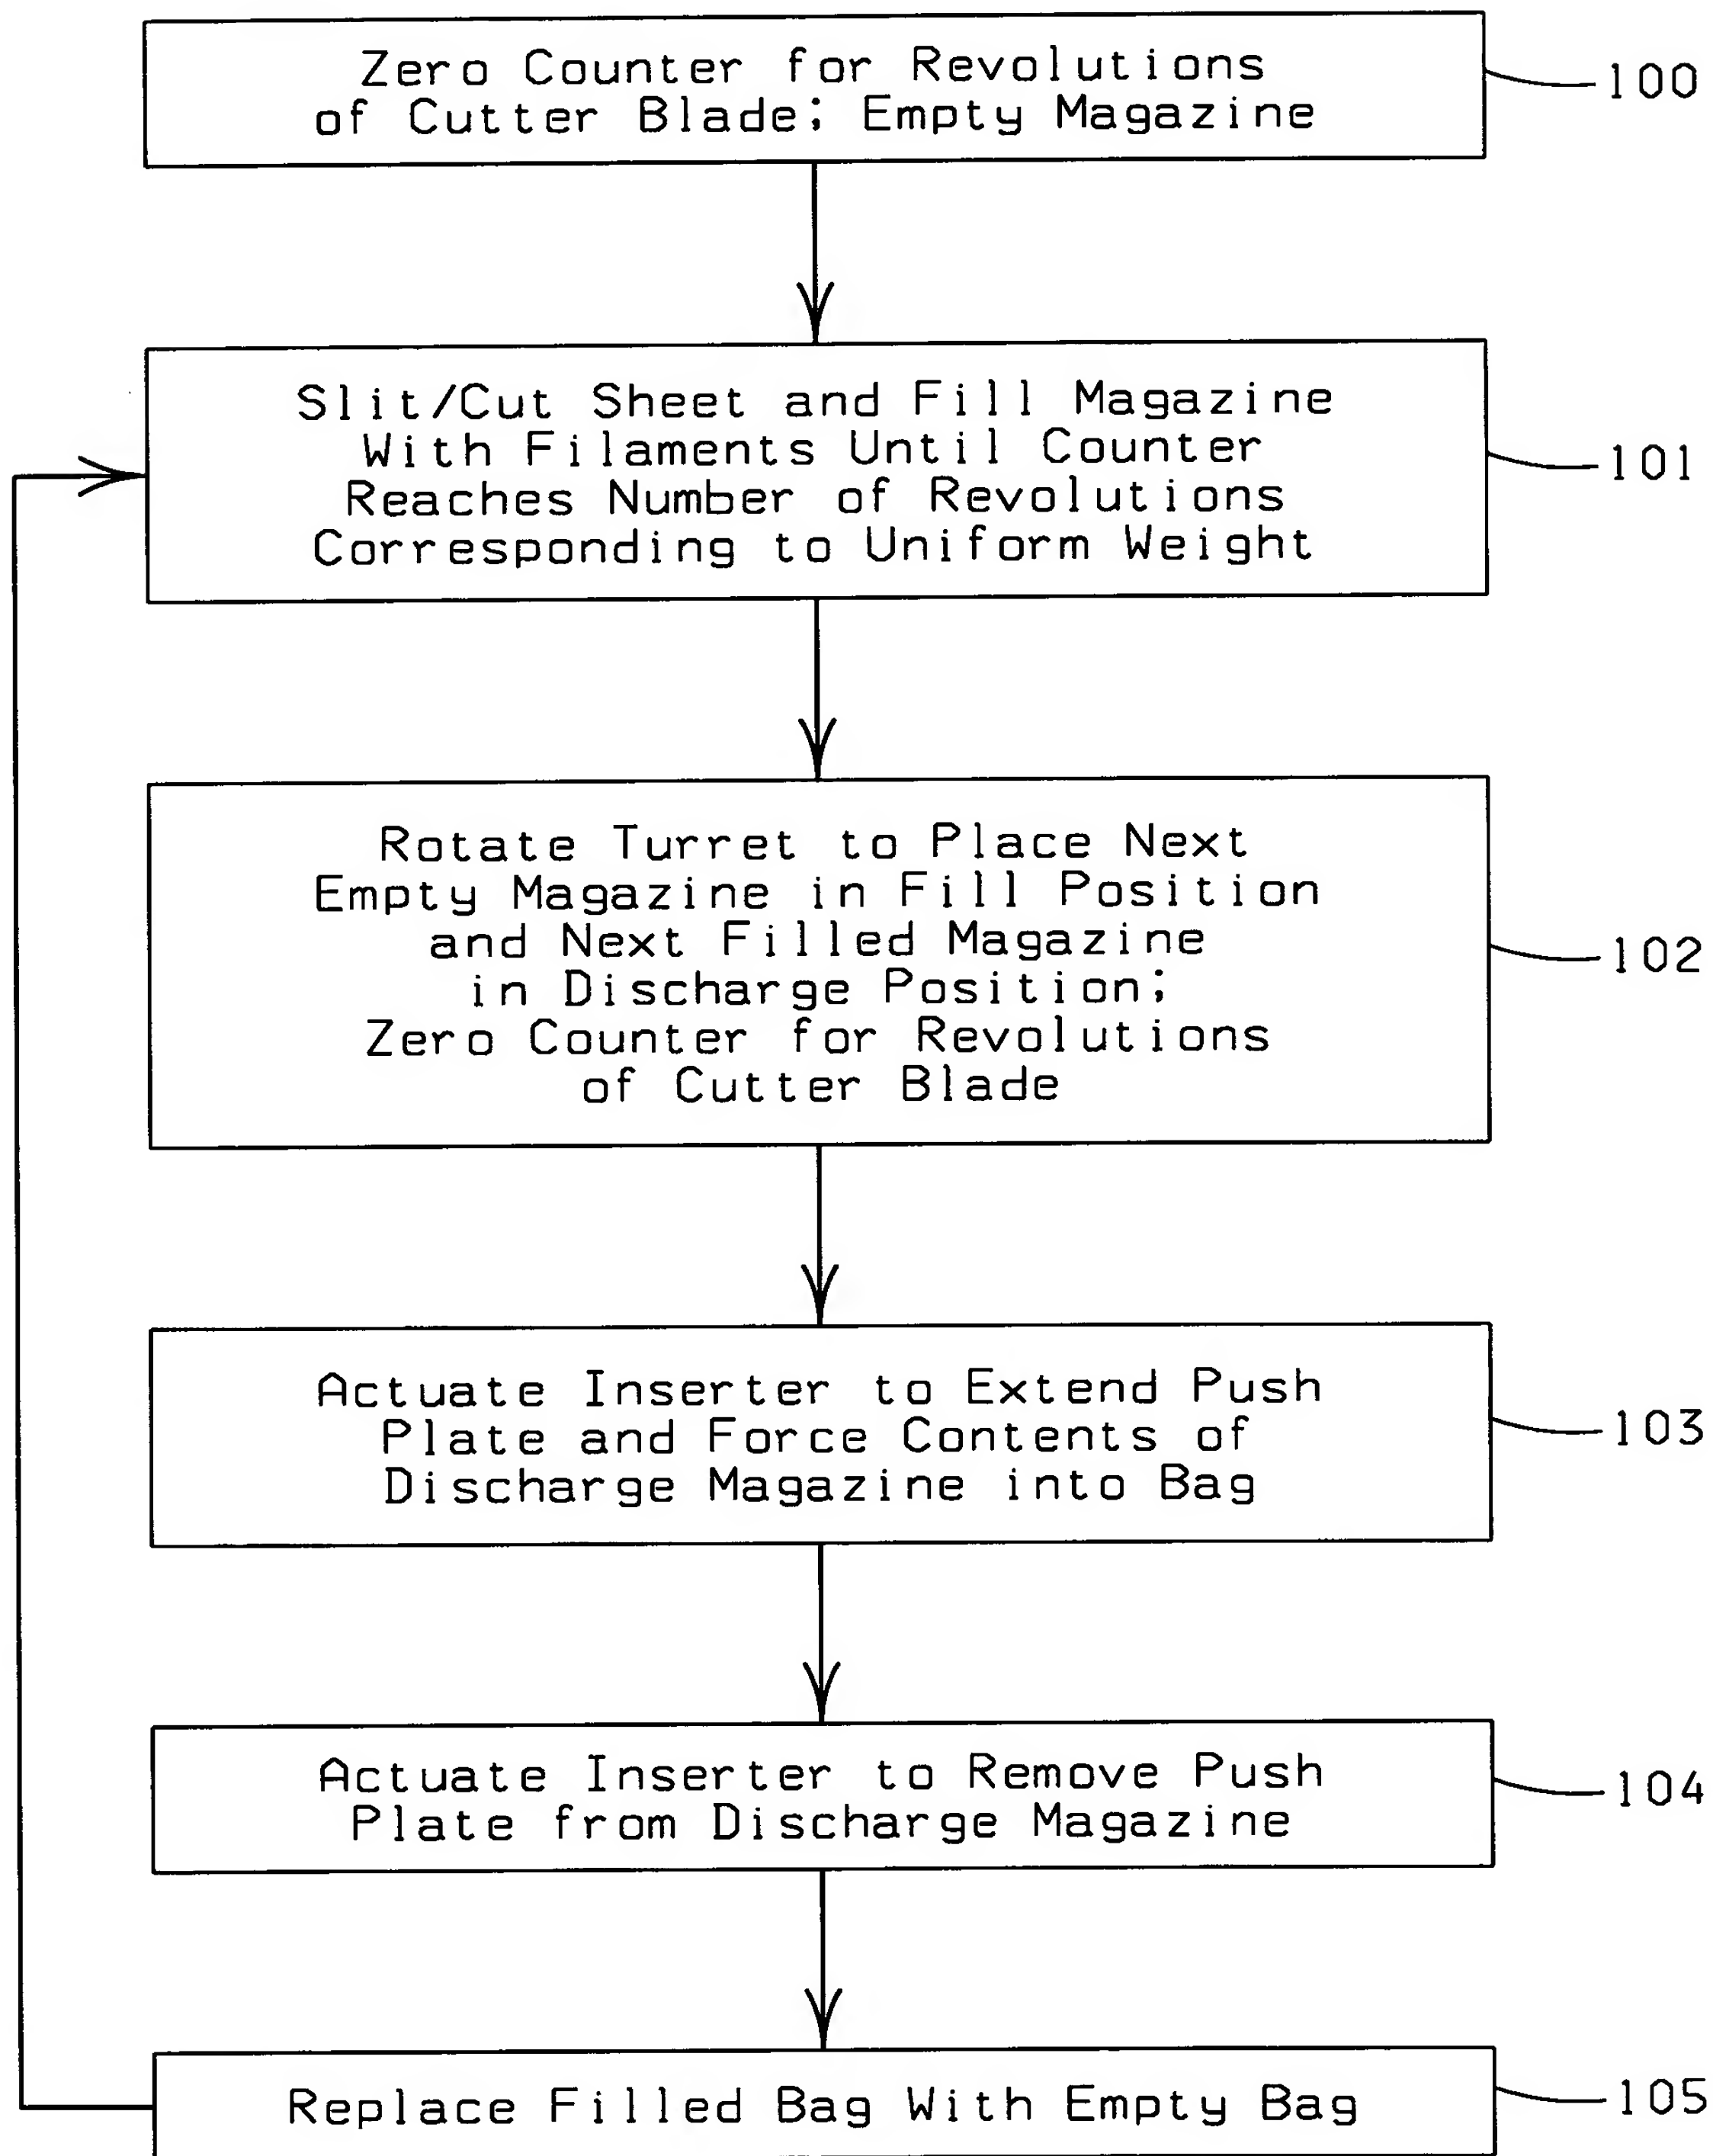 Zero Counter for Revolutions
of Cutter Blade; Empty Magazine
100
Slit/Cut Sheet and Fill Magazine
With Filaments Until Counter
Reaches Number of Revolutions
Corresponding to Uniform Weight
101
Rotate Turret to Place Next
Empty Magazine in Fill Position
and Next Filled Magazine
in Discharge Position;
Zero Counter for Revolutions
of Cutter Blade
102
Actuate Inserter to Extend Push
Plate and Force Contents of
Discharge Magazine into Bag
103
Actuate Inserter to Remove Push
Plate from Discharge Magazine
104
Replace Filled Bag With Empty Bag
105